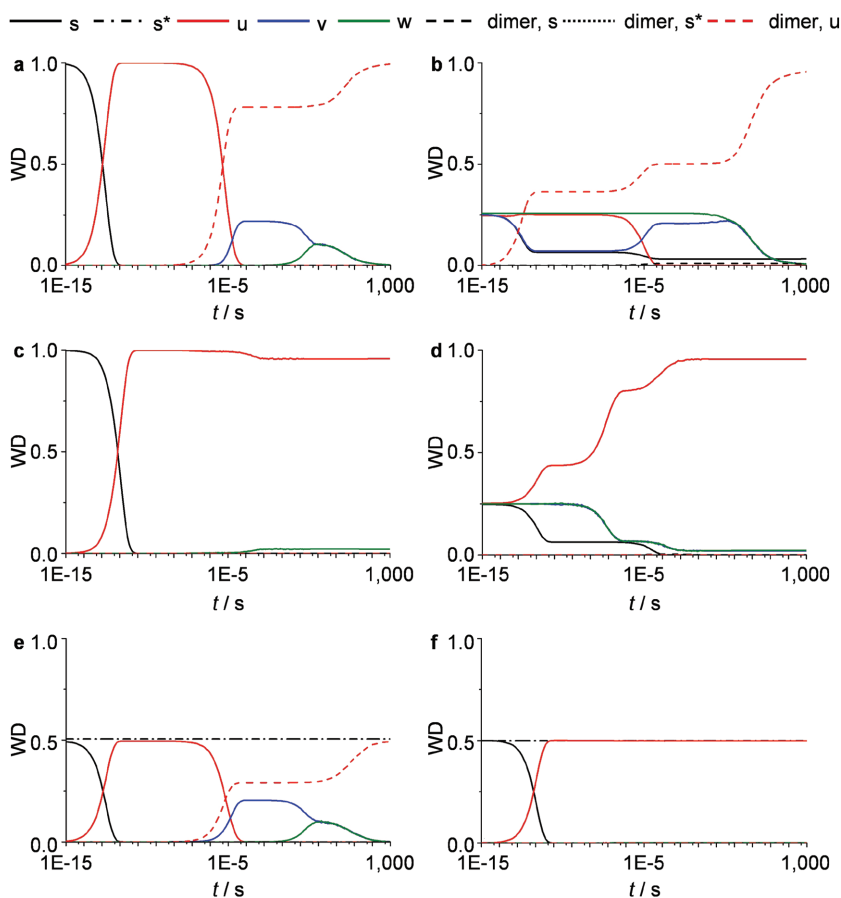 s s* u v w dimer, s dimer, s* dimer, u
a b
1.0 1.0
WD 0.5 WD 0.5
0.0 0.0
1E-15 1E-5 1,000 1E-15 1E-5 1,000
t / s t / s
c d
1.0 1.0
WD 0.5 WD 0.5
0.0 0.0
1E-15 1E-5 1,000 1E-15 1E-5 1,000
t / s t / s
e f
1.0 1.0
WD 0.5 WD 0.5
0.0 0.0
1E-15 1E-5 1,000 1E-15 1E-5 1,000
t / s t / s